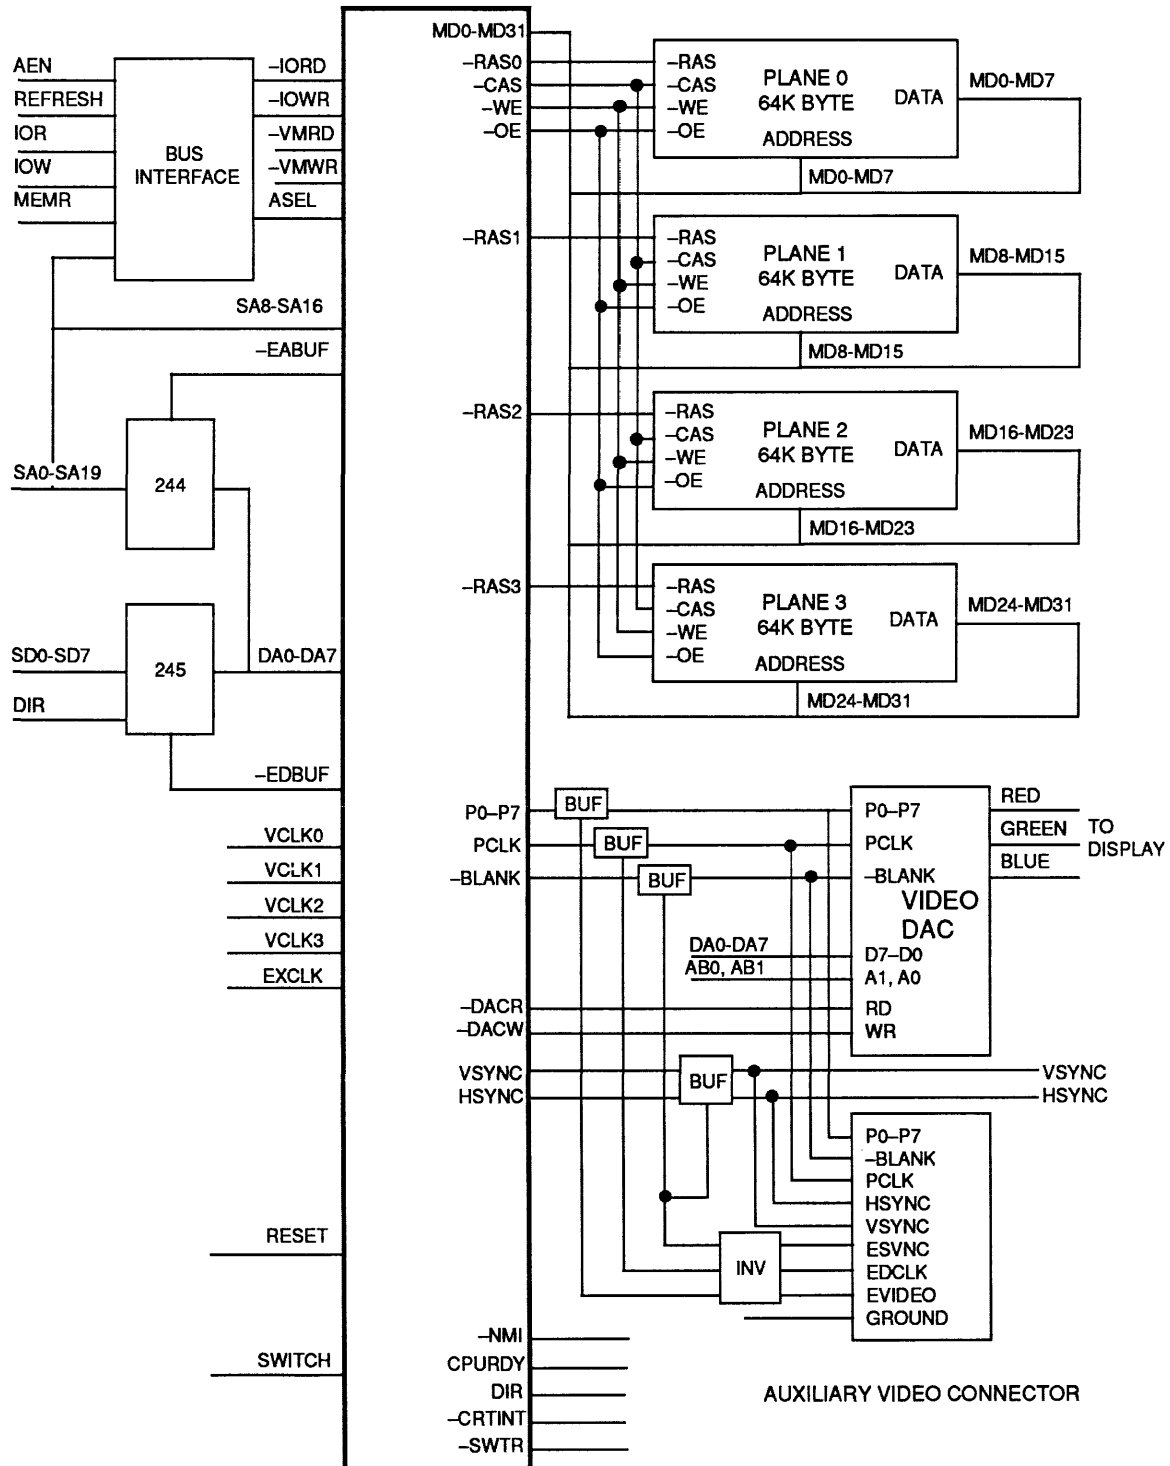 AEN
REFRESH
IOR
IOW
MEMR
BUS
INTERFACE
–IORD
–IOWR
–VMRD
–VMWR
ASEL
SA8-SA16
–EABUF
SA0-SA19
244
SD0-SD7
245
DA0-DA7
DIR
–EDBUF
VCLK0
VCLK1
VCLK2
VCLK3
EXCLK
RESET
SWITCH
MD0-MD31
–RAS0
–CAS
–WE
–OE
–RAS1
–RAS2
–RAS3
P0–P7
PCLK
–BLANK
–DACR
–DACW
VSYNC
HSYNC
–NMI
CPURDY
DIR
–CRTINT
–SWTR
–RAS
–CAS
–WE
–OE
PLANE 0
64K BYTE
DATA
ADDRESS
MD0-MD7
MD0-MD7
–RAS
–CAS
–WE
–OE
PLANE 1
64K BYTE
DATA
ADDRESS
MD8-MD15
MD8-MD15
–RAS
–CAS
–WE
–OE
PLANE 2
64K BYTE
DATA
ADDRESS
MD16-MD23
MD16-MD23
–RAS
–CAS
–WE
–OE
PLANE 3
64K BYTE
DATA
ADDRESS
MD24-MD31
MD24-MD31
BUF
BUF
BUF
P0–P7
PCLK
–BLANK
VIDEO
DAC
D7–D0
A1, A0
RD
WR
DA0-DA7
AB0, AB1
RED
GREEN
BLUE
TO
DISPLAY
BUF
VSYNC
HSYNC
P0–P7
–BLANK
PCLK
HSYNC
VSYNC
ESVNC
EDCLK
EVIDEO
GROUND
INV
AUXILIARY VIDEO CONNECTOR